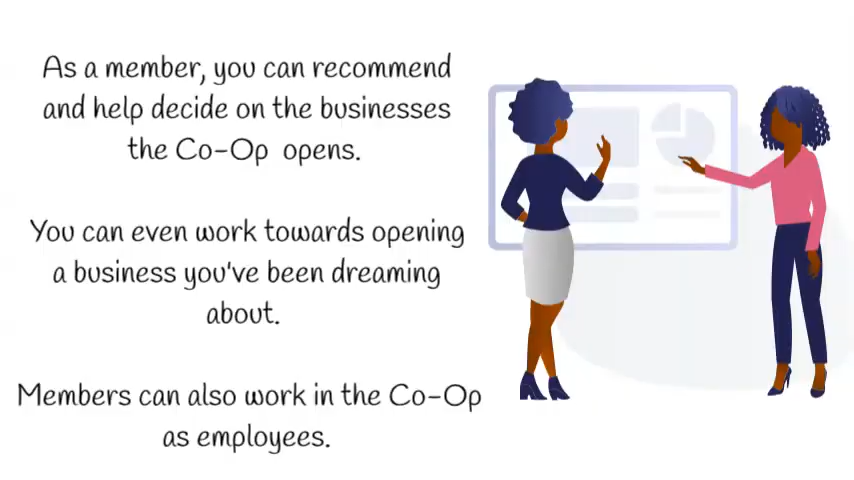 As a member, you can recommend
and help decide on the businesses
the Co-Op opens.
You can even work towards opening
a business you've been dreaming
about.
Members can also work in the Co-Op
as employees.